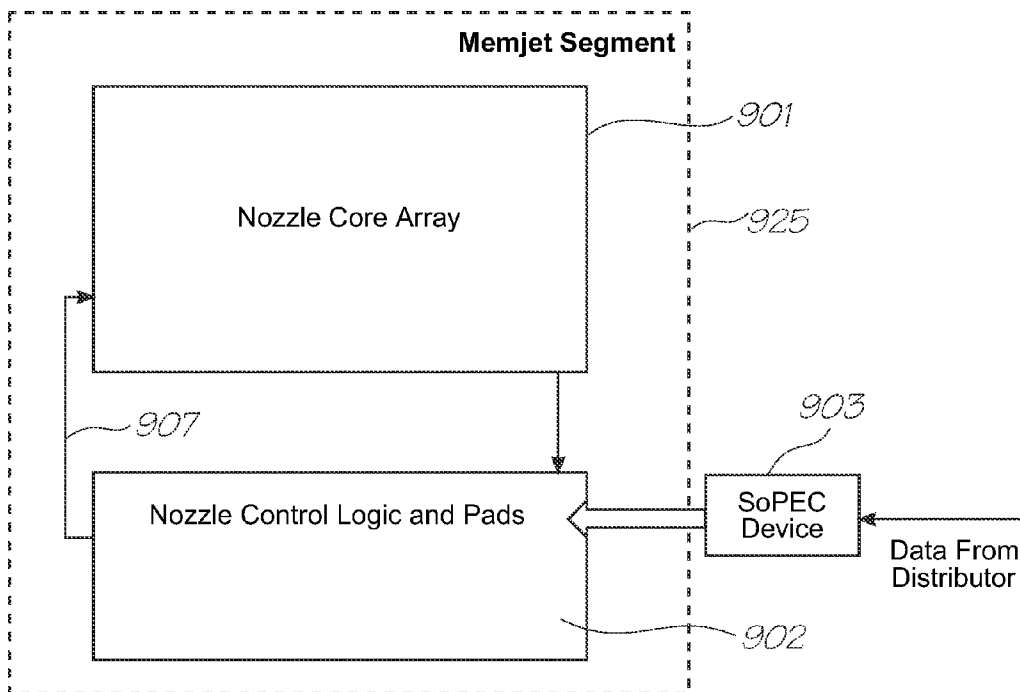 Memjet Segment
901
Nozzle Core Array
925
903
907
SoPEC
Device
Nozzle Control Logic and Pads
Data From
Distributor
902